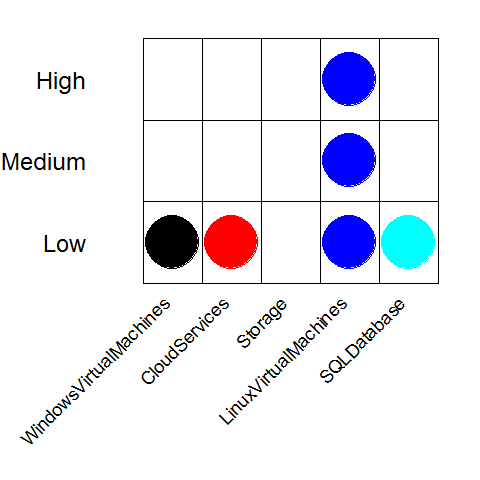 High
Medium
Low
WindowsVirtualMachines
CloudServices
Storage
LinuxVirtualMachines
SQLDatabase